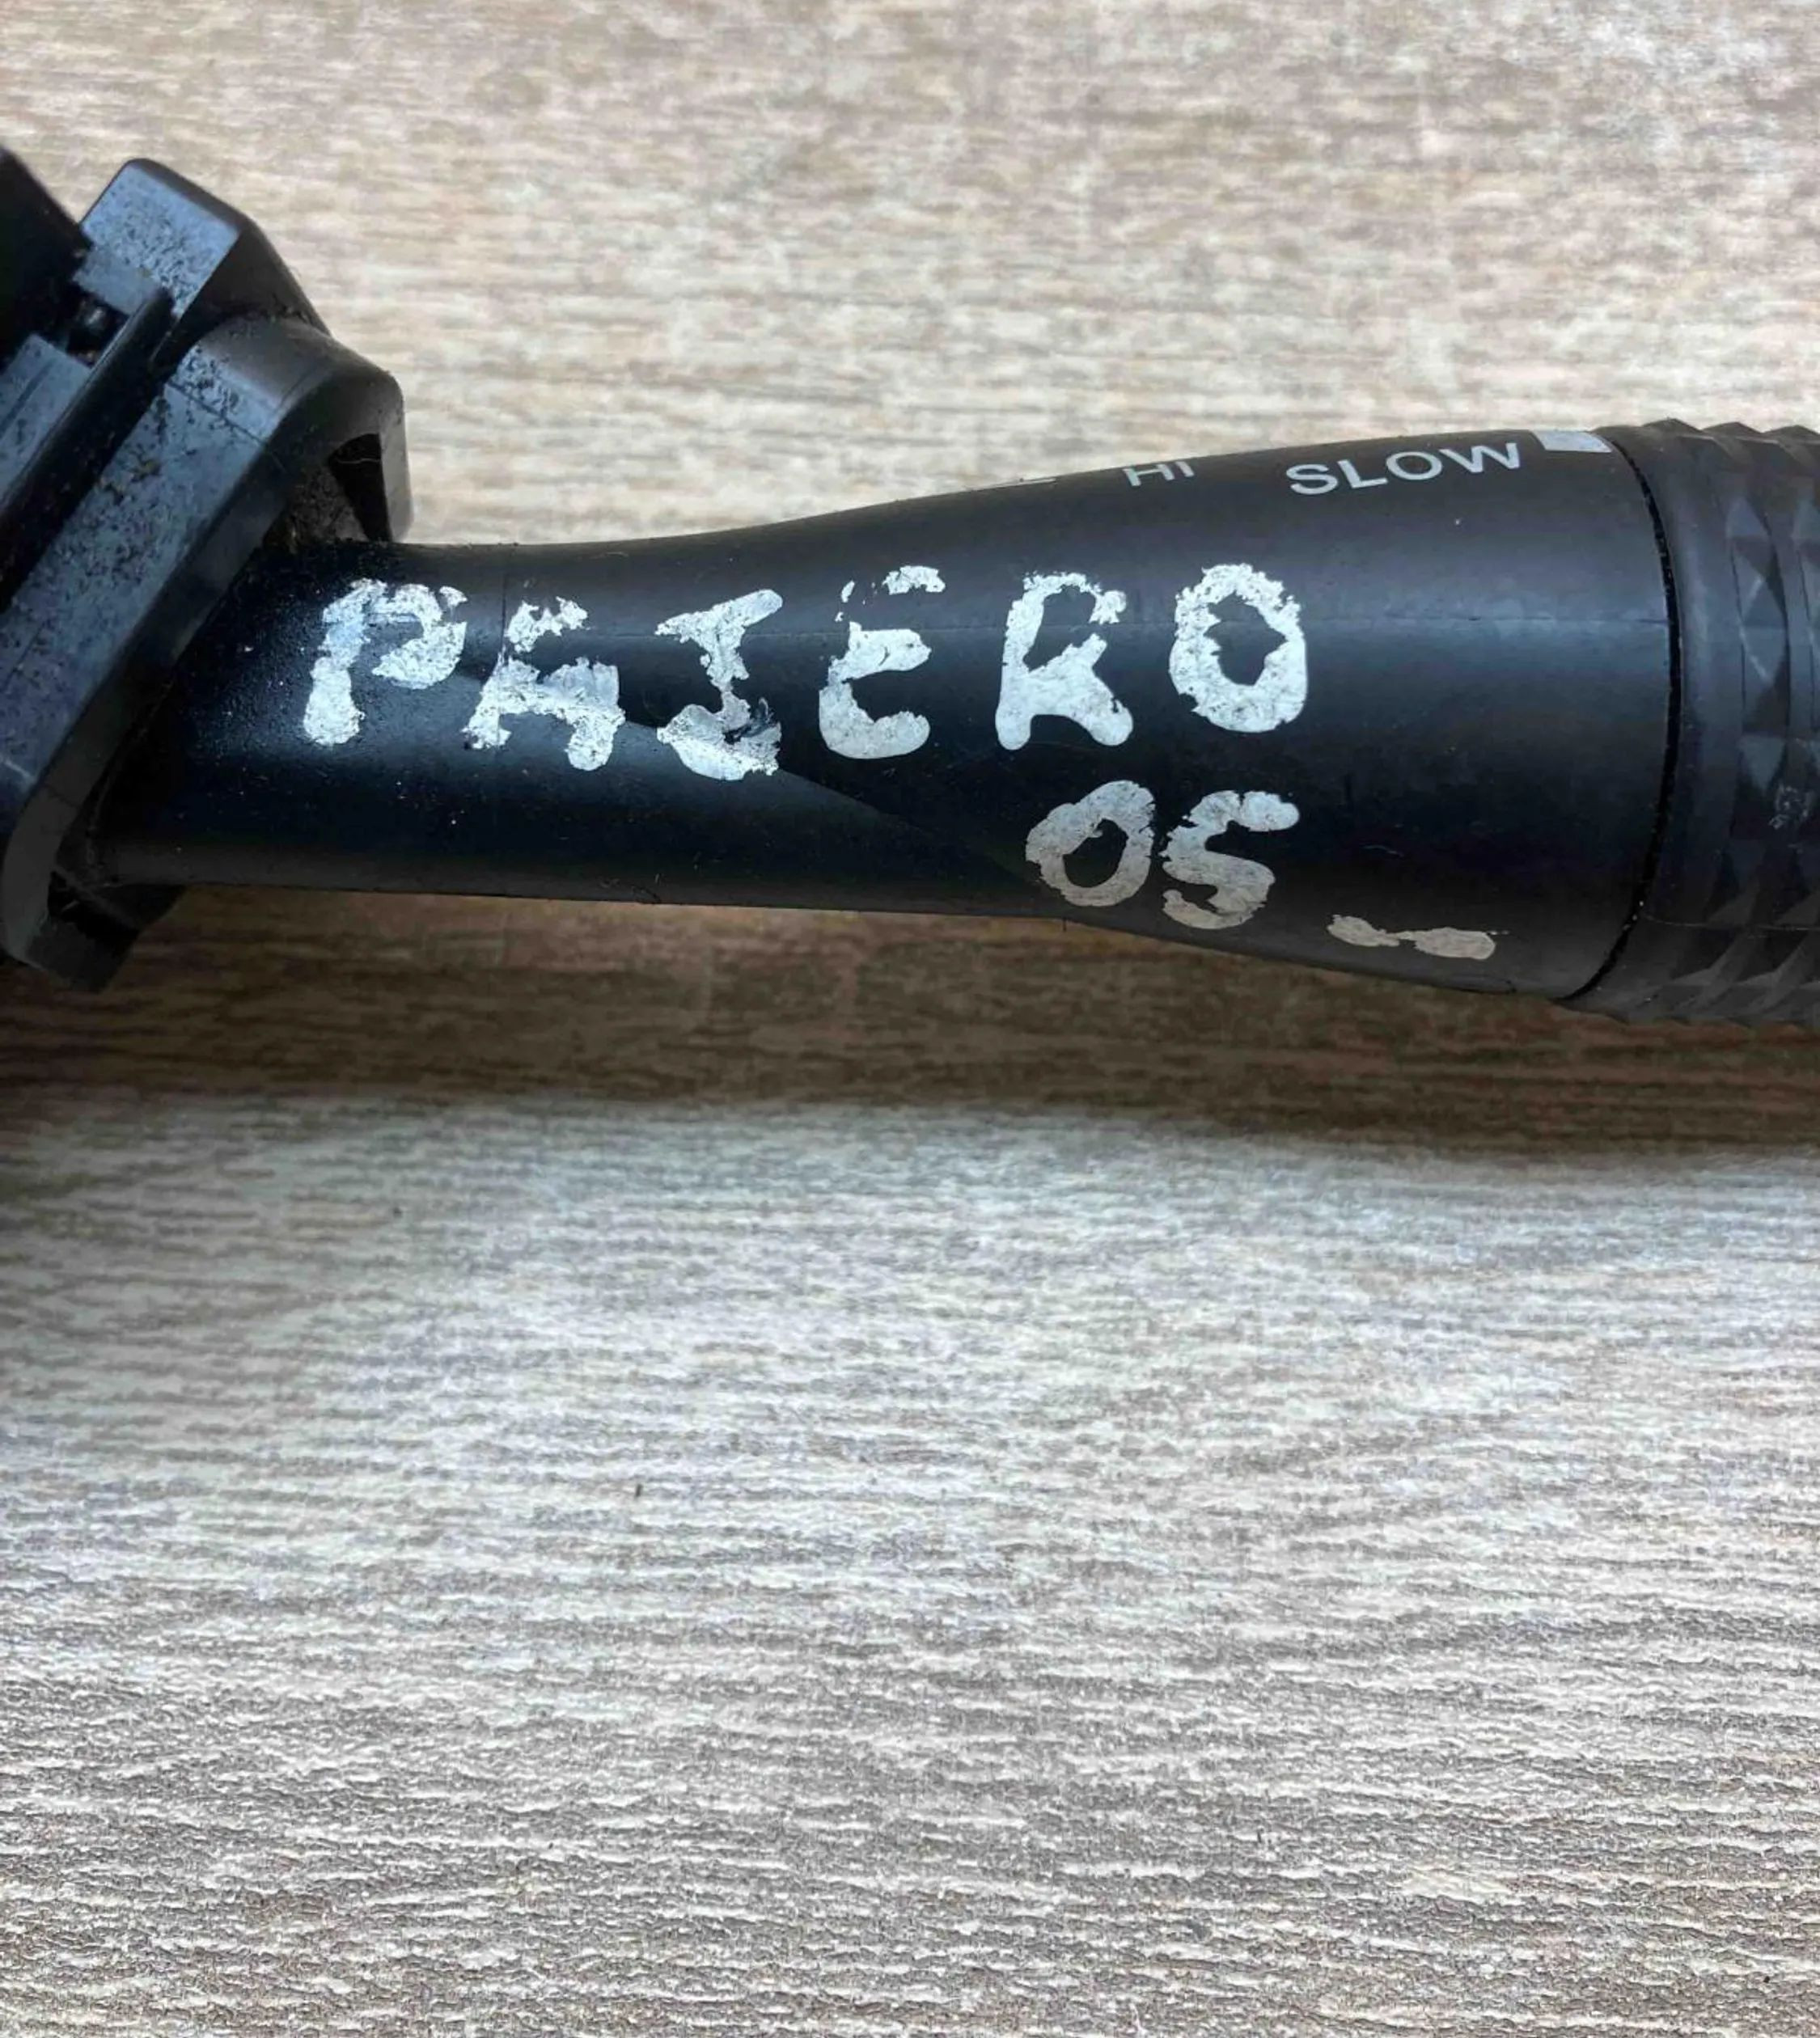 HI SLOW
PAJERO
05-